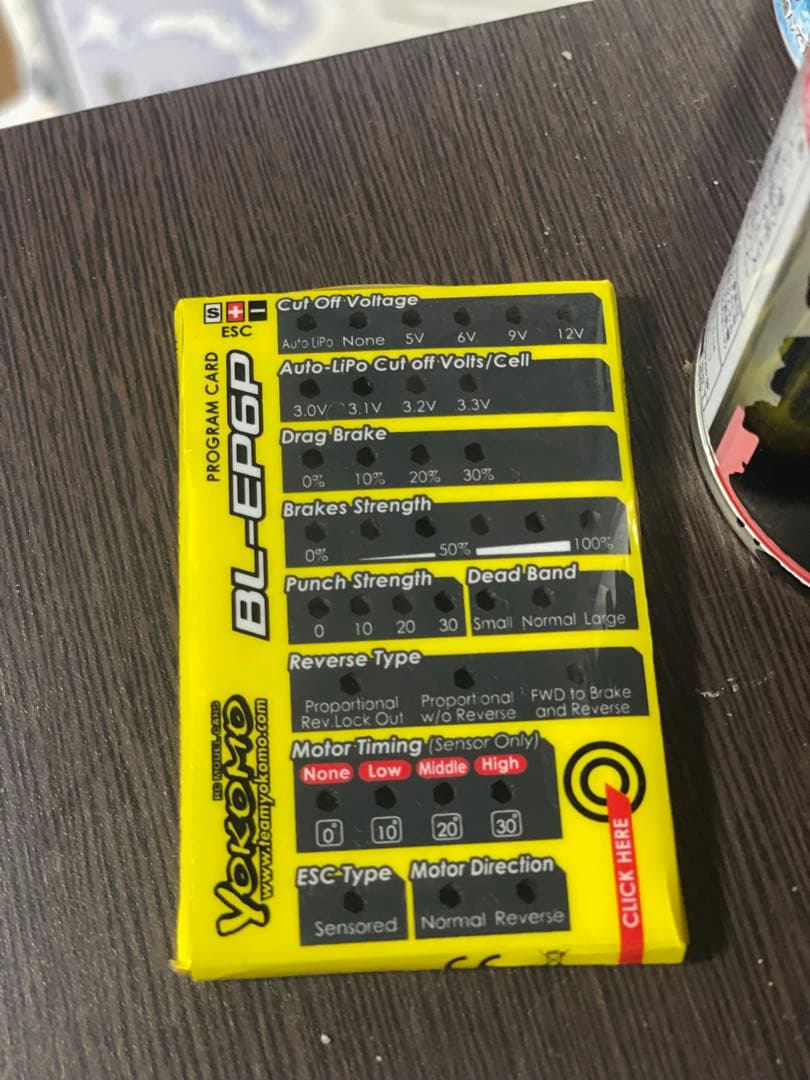 S + -
ESC
PROGRAM CARD
BL-EP6P
RC MODEL CARS
YOKOMO
www.teamyokomo.com
Cut Off Voltage
Auto LiPo None 5V 6V 9V 12V
Auto-LiPo Cut off Volts/Cell
3.0V 3.1V 3.2V 3.3V
Drag Brake
0% 10% 20% 30%
Brakes Strength
0% 50% 100%
Punch Strength
0 10 20 30
Dead Band
Small Normal Large
Reverse Type
Proportional
Rev.Lock Out
Proportional
w/o Reverse
FWD to Brake
and Reverse
Motor Timing (Sensor Only)
None Low Middle High
0° 10° 20° 30°
CLICK HERE
ESC-Type
Sensored
Motor Direction
Normal Reverse